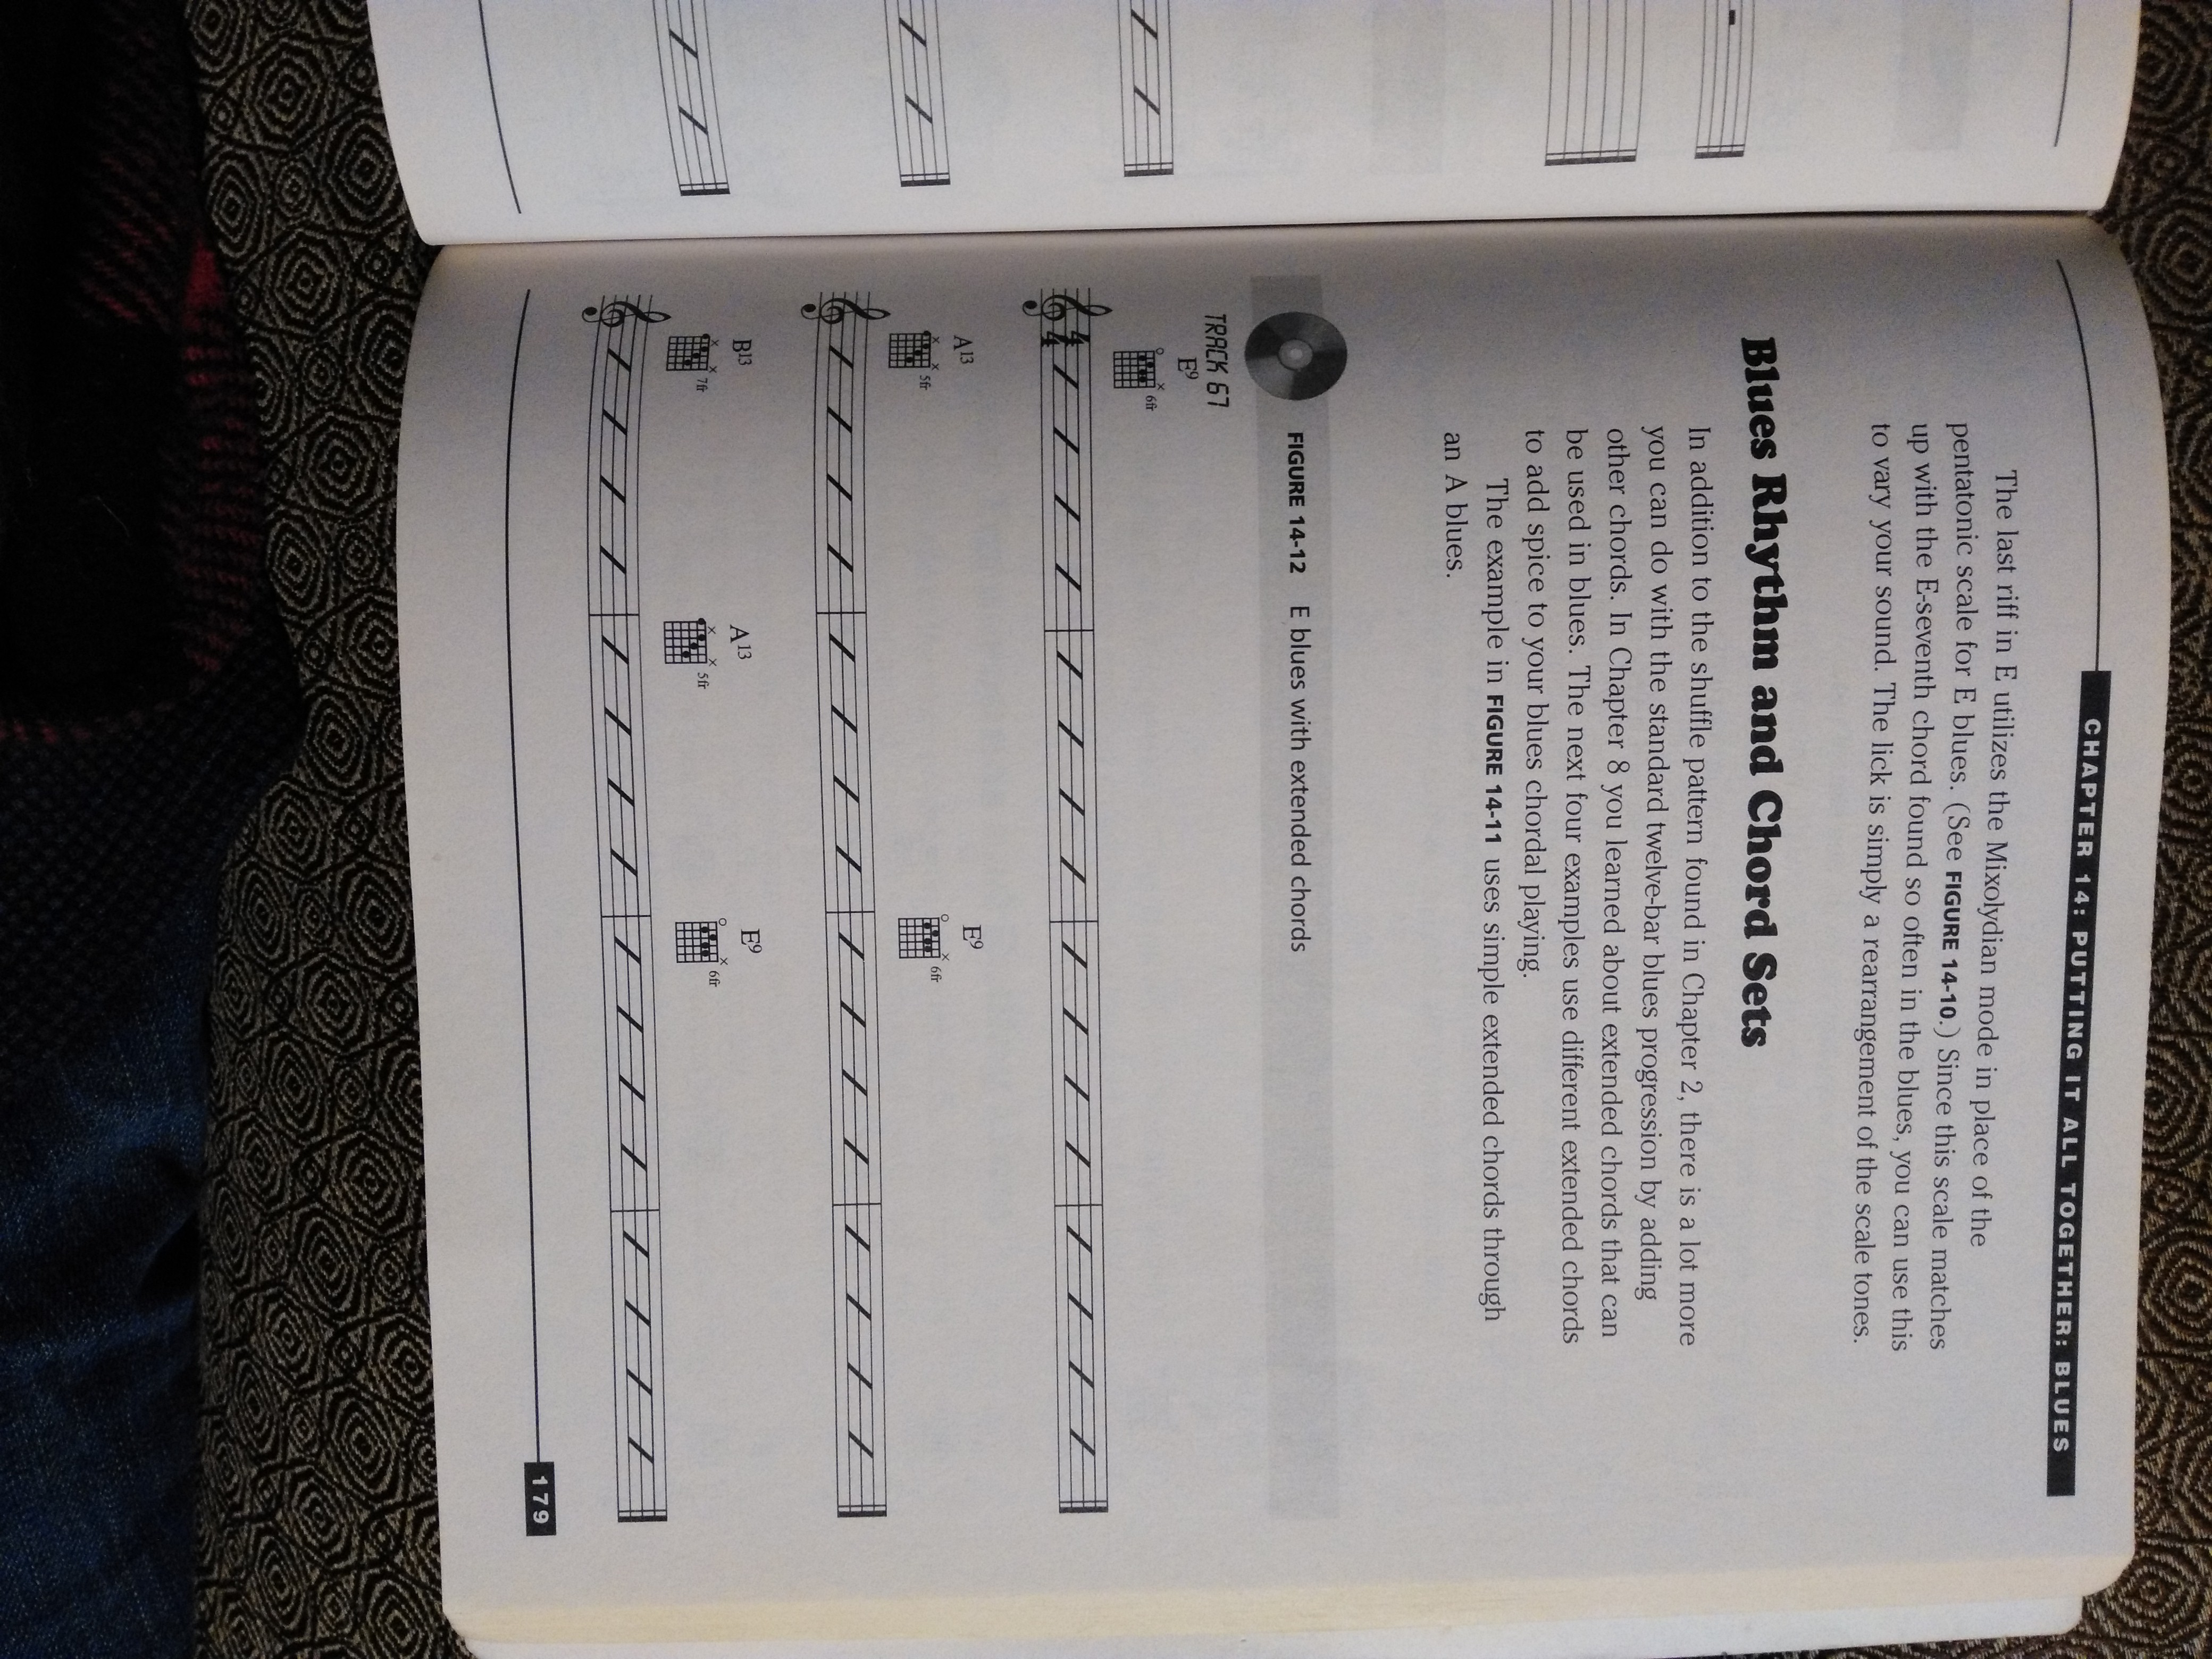 CHAPTER 14: PUTTING IT ALL TOGETHER: BLUES
The last riff in E utilizes the Mixolydian mode in place of the
pentatonic scale for E blues. (See FIGURE 14-10.) Since this scale matches
up with the E-seventh chord found so often in the blues, you can use this
to vary your sound. The lick is simply a rearrangement of the scale tones.
Blues Rhythm and Chord Sets
In addition to the shuffle pattern found in Chapter 2, there is a lot more
you can do with the standard twelve-bar blues progression by adding
other chords. In Chapter 8 you learned about extended chords that can
be used in blues. The next four examples use different extended chords
to add spice to your blues chordal playing.
The example in FIGURE 14-11 uses simple extended chords through
an A blues.
FIGURE 14-12 E blues with extended chords
TRACK 67
E9
6fr
4
4
A13 E9
5fr 6fr
B13 A13 E9
7fr 5fr 6fr
179